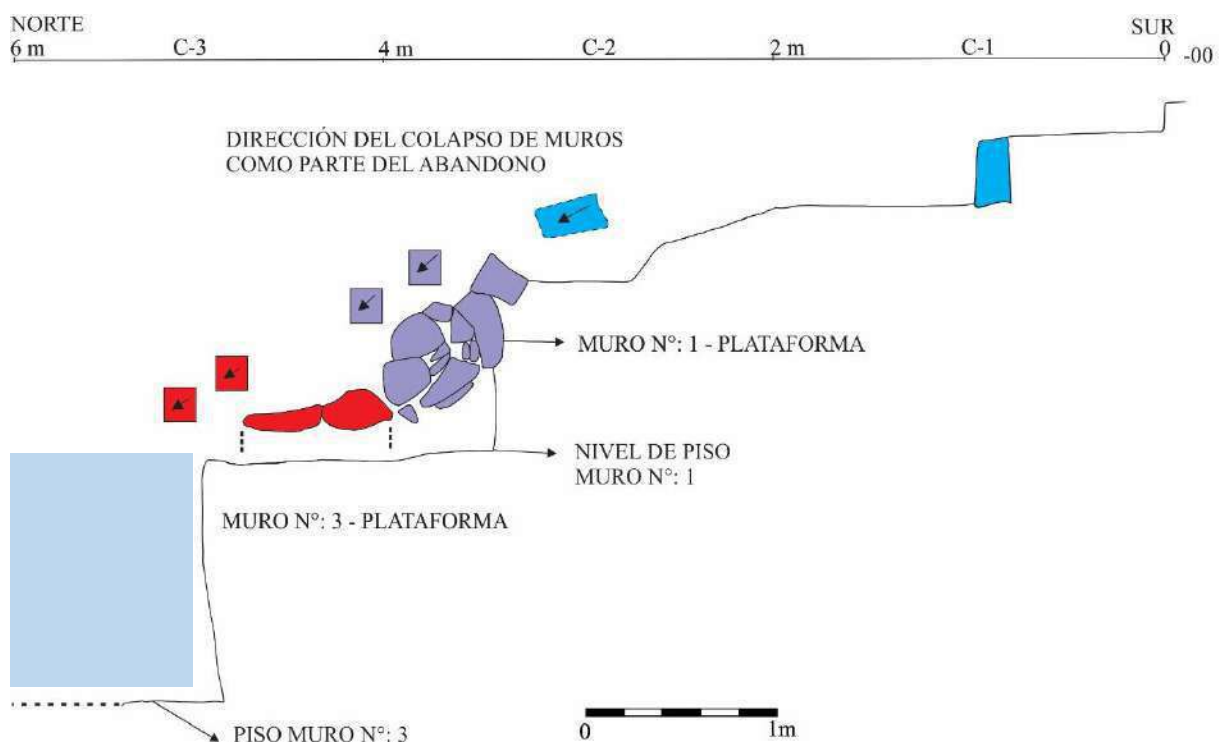 NORTE
SUR
6 m C-3 4 m C-2 2 m C-1 0 -00
DIRECCIÓN DEL COLAPSO DE MUROS
COMO PARTE DEL ABANDONO
MURO N°: 1 - PLATAFORMA
NIVEL DE PISO
MURO N°: 1
MURO N°: 3 - PLATAFORMA
PISO MURO N°: 3
0 1m